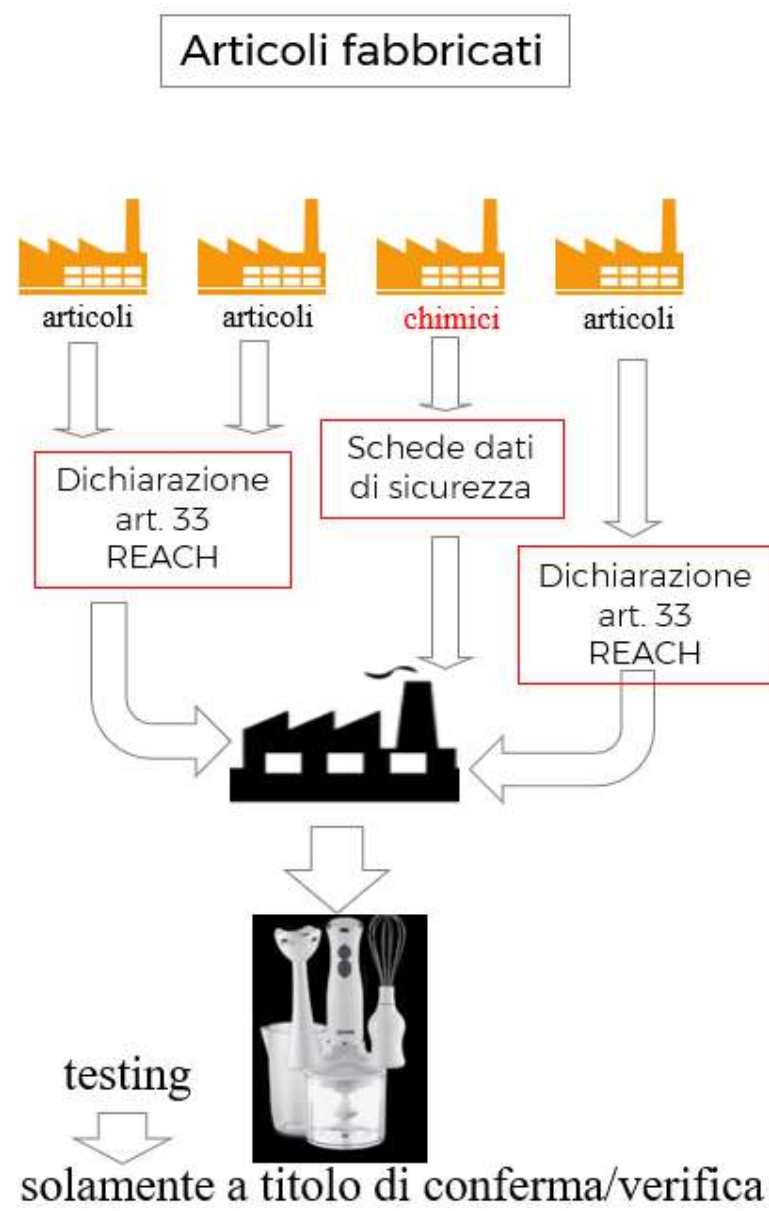 Articoli fabbricati
articoli
articoli
chimici
articoli
Dichiarazione
art. 33
REACH
Schede dati
di sicurezza
Dichiarazione
art. 33
REACH
testing
solamente a titolo di conferma/verifica